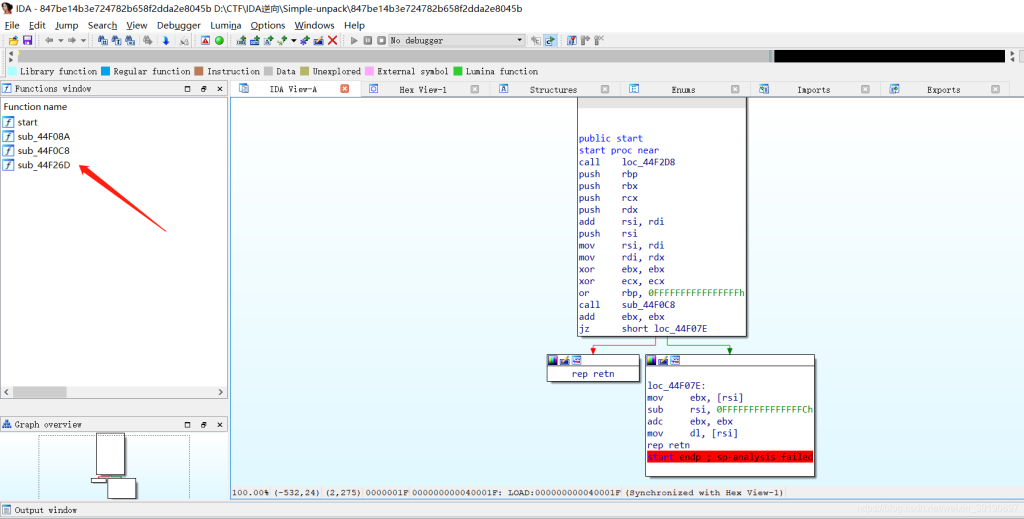 IDA - 847be14b3e724782b658f2dda2e8045b D:\CTF\IDA逆向\Simple-unpack\847be14b3e724782b658f2dda2e8045b
File Edit Jump Search View Debugger Lumina Options Windows Help
No debugger
Library function Regular function Instruction Data Unexplored External symbol Lumina function
Functions window
IDA View-A Hex View-1 Structures Enums Imports Exports
Function name
start
sub_44F08A
sub_44F0C8
sub_44F26D
public start
start proc near
call loc_44F2D8
push rbp
push rbx
push rcx
push rdx
add rsi, rdi
push rsi
mov rsi, rdi
mov rdi, rdx
xor ebx, ebx
xor ecx, ecx
or rbp, 0FFFFFFFFFFFFFFFFh
call sub_44F0C8
add ebx, ebx
jz short loc_44F07E
rep retn
loc_44F07E:
mov ebx, [rsi]
sub rsi, 0FFFFFFFFFFFFFFFCh
adc ebx, ebx
mov dl, [rsi]
rep retn
start endp ; sp-analysis failed
Graph overview
100.00% (-532,24) (2,275) 0000001F 000000000040001F: LOAD:000000000040001F (Synchronized with Hex View-1)
Output window